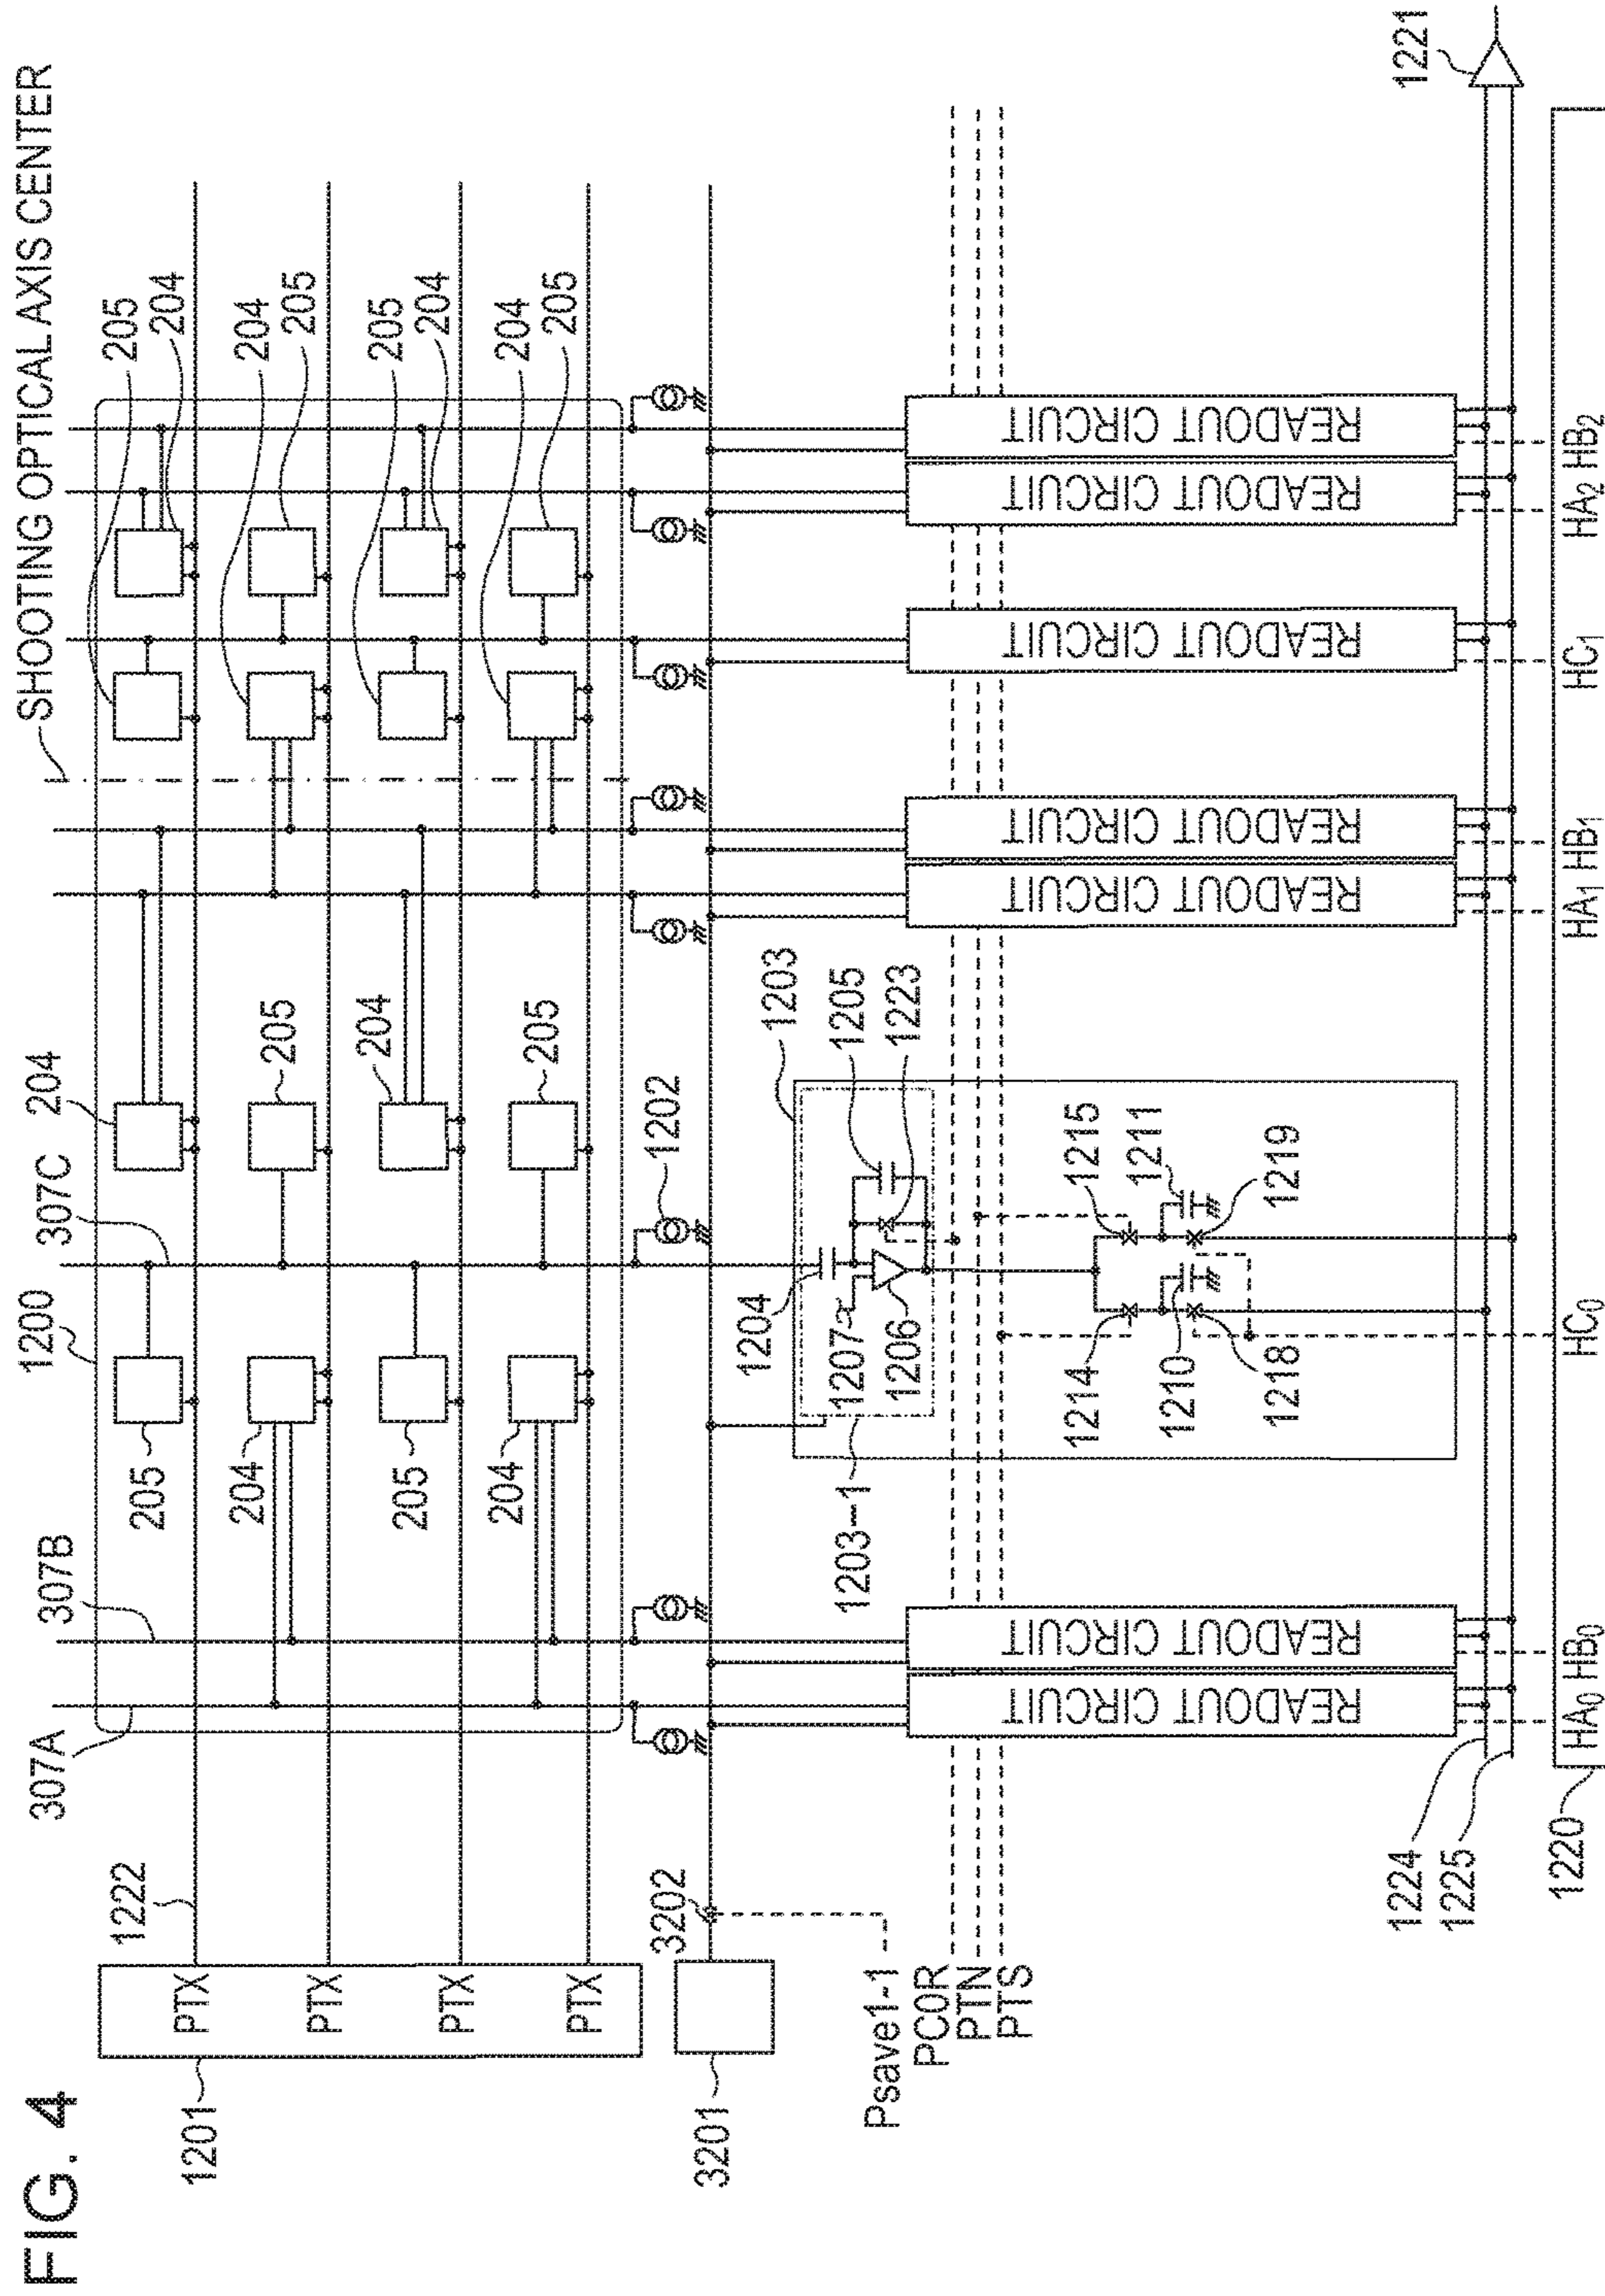 FIG. 4
SHOOTING OPTICAL AXIS CENTER
307A
307B
1200
307C
204
205
204
204
205
205
204
204
205
1222
205
204
205
204
205
204
205
1201
PTX
PTX
PTX
PTX
1202
3201
3202
1203
1204
1207
1206
1205
1223
1203-1
Psave1-1
PCOR
PTN
PTS
1214
1215
1210
1211
1218
1219
READOUT CIRCUIT
READOUT CIRCUIT
READOUT CIRCUIT
READOUT CIRCUIT
READOUT CIRCUIT
READOUT CIRCUIT
READOUT CIRCUIT
1221
1224
1225
1220
HA0 HB0 HC0 HA1 HB1 HC1 HA2 HB2